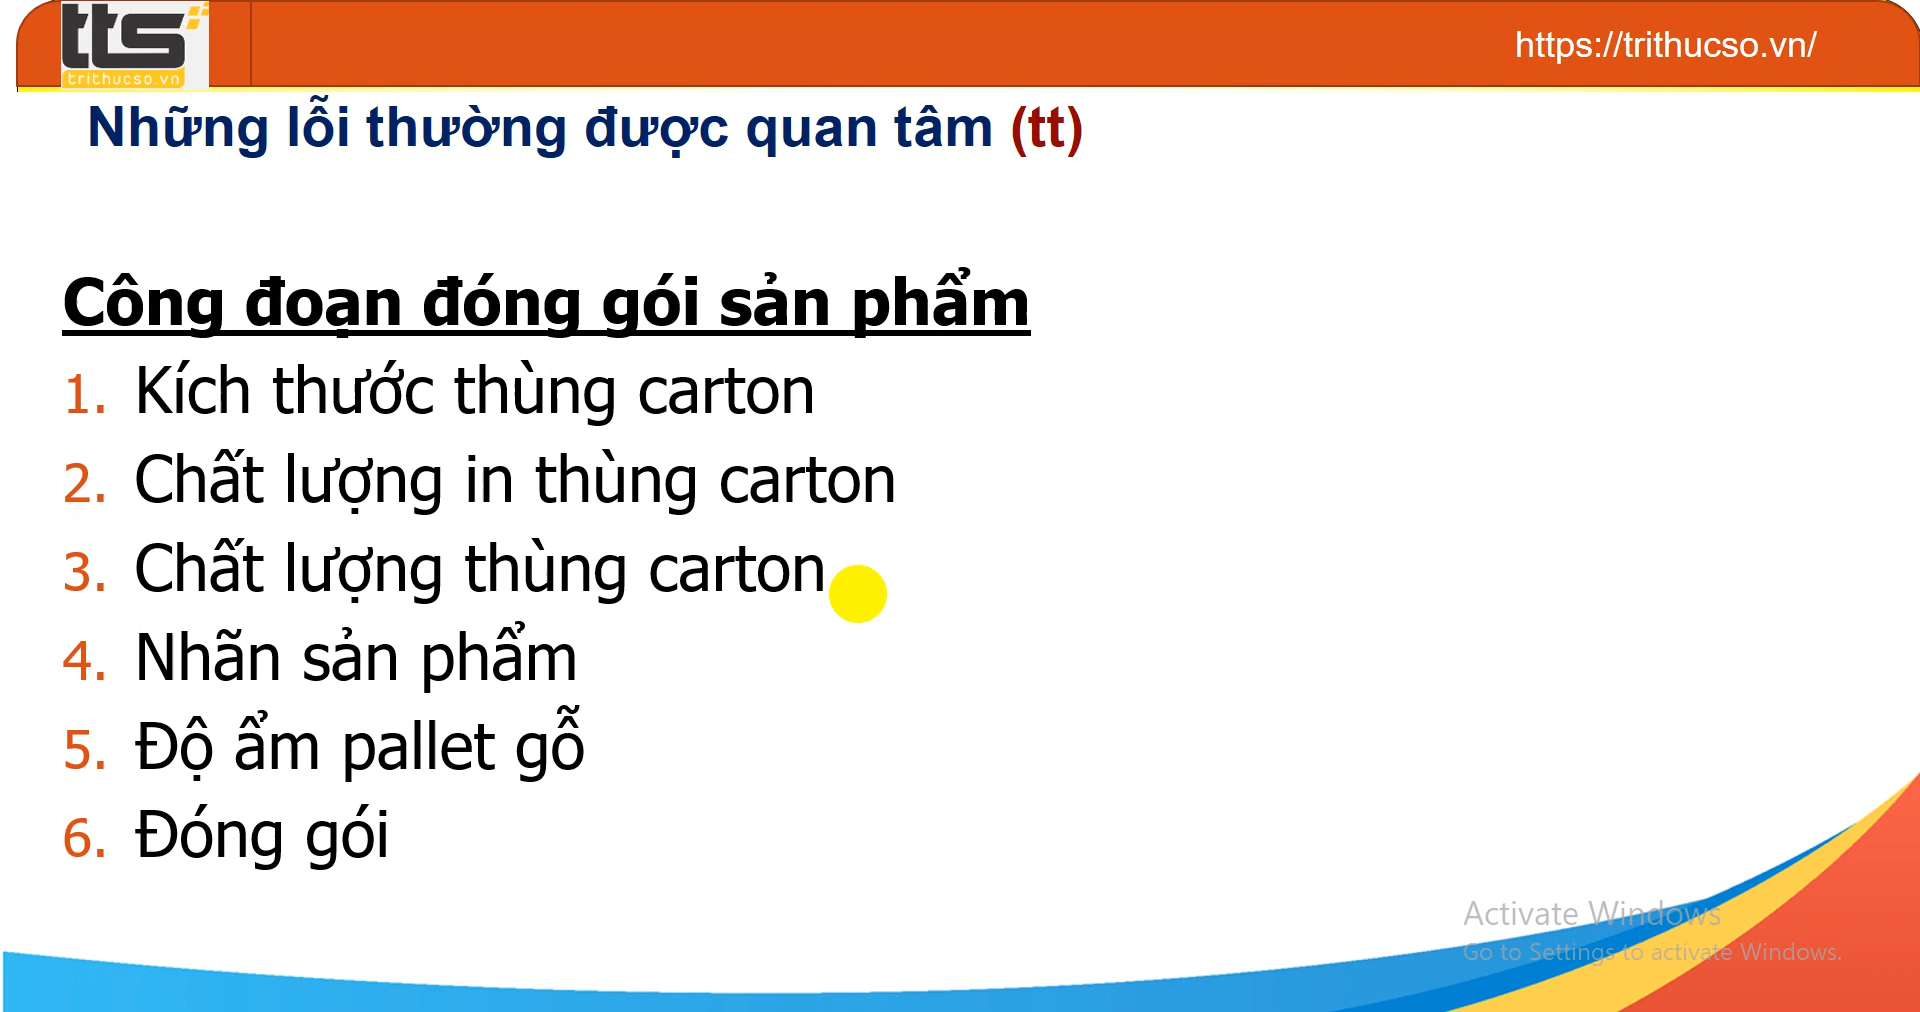 tts
trithucso.vn
https://trithucso.vn/
Những lỗi thường được quan tâm (tt)
Công đoạn đóng gói sản phẩm
1. Kích thước thùng carton
2. Chất lượng in thùng carton
3. Chất lượng thùng carton
4. Nhãn sản phẩm
5. Độ ẩm pallet gỗ
6. Đóng gói
Activate Windows
Go to Settings to activate Windows.